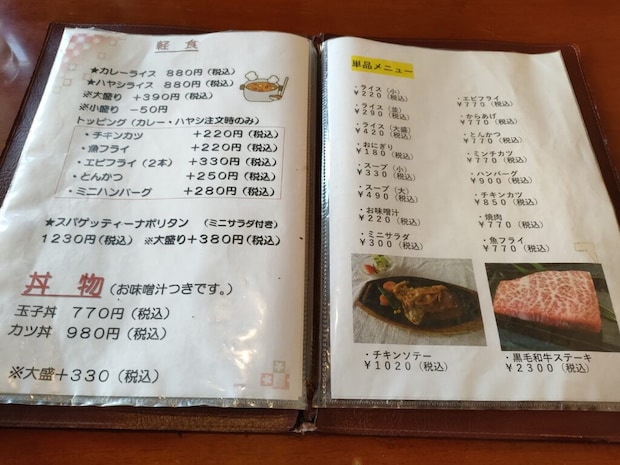 軽 食
★カレーライス 880円(税込)
★ハヤシライス 880円(税込)
※大盛り +390円(税込)
※小盛り -50円
トッピング(カレー・ハヤシ注文時のみ)
・チキンカツ +220円(税込)
・魚フライ +220円(税込)
・エビフライ(2本) +330円(税込)
・とんかつ +250円(税込)
・ミニハンバーグ +280円(税込)
★スパゲッティーナポリタン (ミニサラダ付き)
1230円(税込) ※大盛り+380円(税込)
丼 物 (お味噌汁つきです。)
玉子丼 770円(税込)
カツ丼 980円(税込)
※大盛+330(税込)
単品メニュー
・ライス(小)
¥220(税込)
・ライス(並)
¥290(税込)
・ライス(大盛)
¥420(税込)
・おにぎり
¥180(税込)
・スープ(小)
¥330(税込)
・スープ(大)
¥490(税込)
・お味噌汁
¥220(税込)
・ミニサラダ
¥300(税込)
・エビフライ
¥770(税込)
・からあげ
¥770(税込)
・とんかつ
¥770(税込)
・ミンチカツ
¥770(税込)
・ハンバーグ
¥900(税込)
・チキンカツ
¥850(税込)
・焼肉
¥770(税込)
・魚フライ
¥770(税込)
・チキンソテー
¥1020(税込)
・黒毛和牛ステーキ
¥2300(税込)